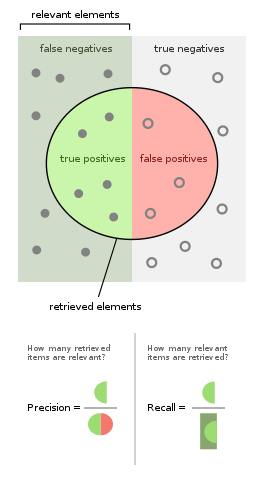 relevant elements
false negatives
true negatives
true positives
false positives
retrieved elements
How many retrieved
items are relevant?
Precision =
How many relevant
items are retrieved?
Recall =